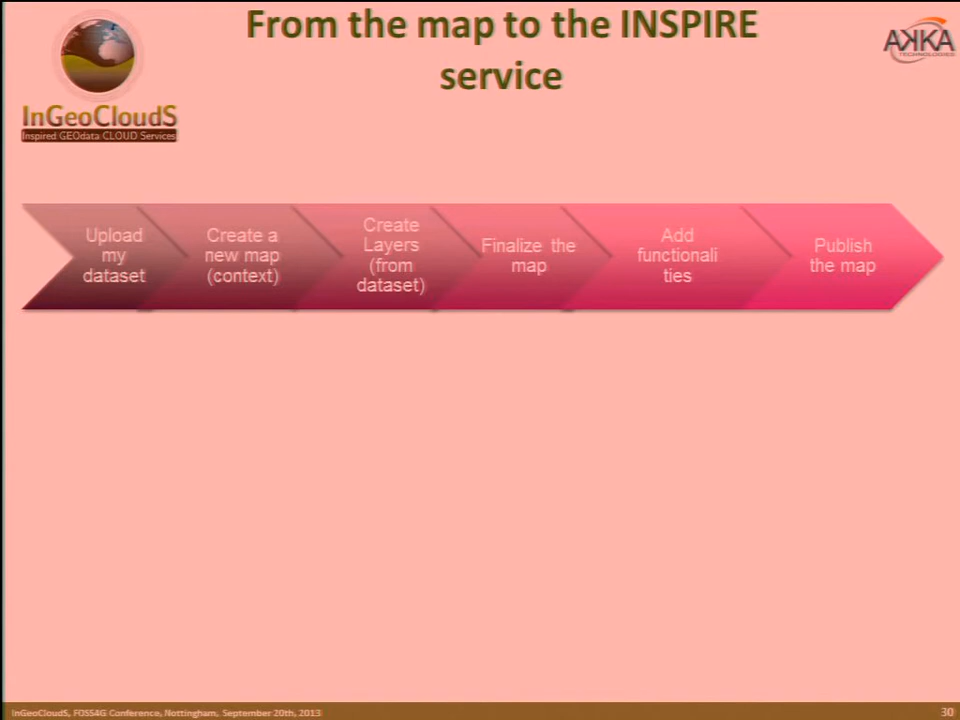 From the map to the INSPIRE
service
InGeoCloudS
Inspired GEOdata CLOUD Services
AKKA
TECHNOLOGIES
Upload
my
dataset
Create a
new map
(context)
Create
Layers
(from
dataset)
Finalize the
map
Add
functionali
ties
Publish
the map
InGeoCloudS, FOSS4G Conference, Nottingham, September 20th, 2013
30